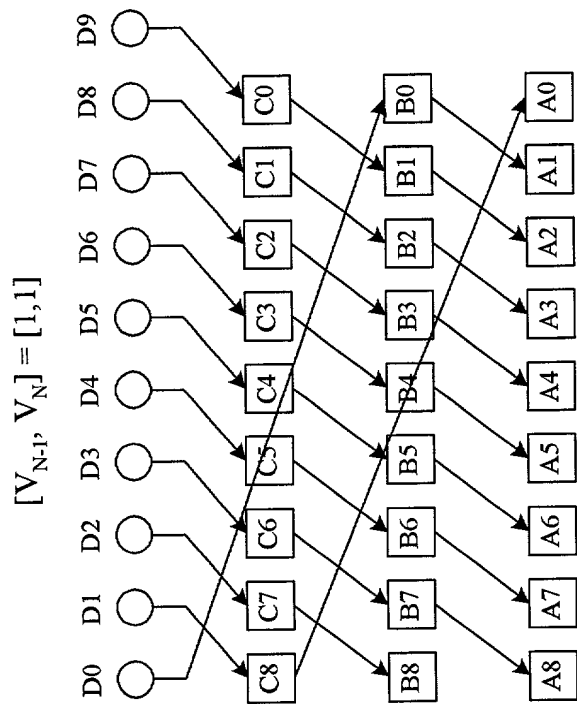 [V_{N-1}, V_N] = [1,1]
D0 D1 D2 D3 D4 D5 D6 D7 D8 D9
C8 C7 C6 C5 C4 C3 C2 C1 C0
B8 B7 B6 B5 B4 B3 B2 B1 B0
A8 A7 A6 A5 A4 A3 A2 A1 A0